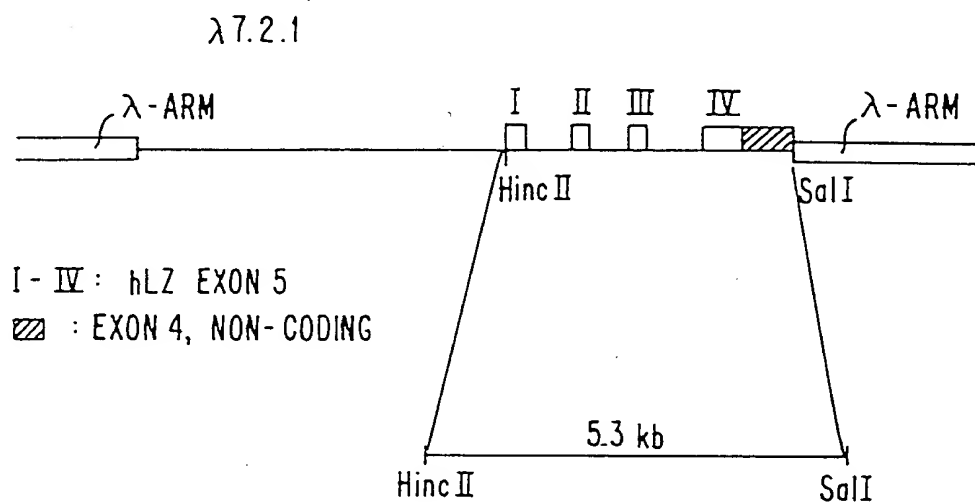 λ7.2.1
λ-ARM
I II III IV
λ-ARM
Hinc II
Sal I
I - IV : hLZ EXON 5
: EXON 4, NON-CODING
5.3 kb
Hinc II
Sal I